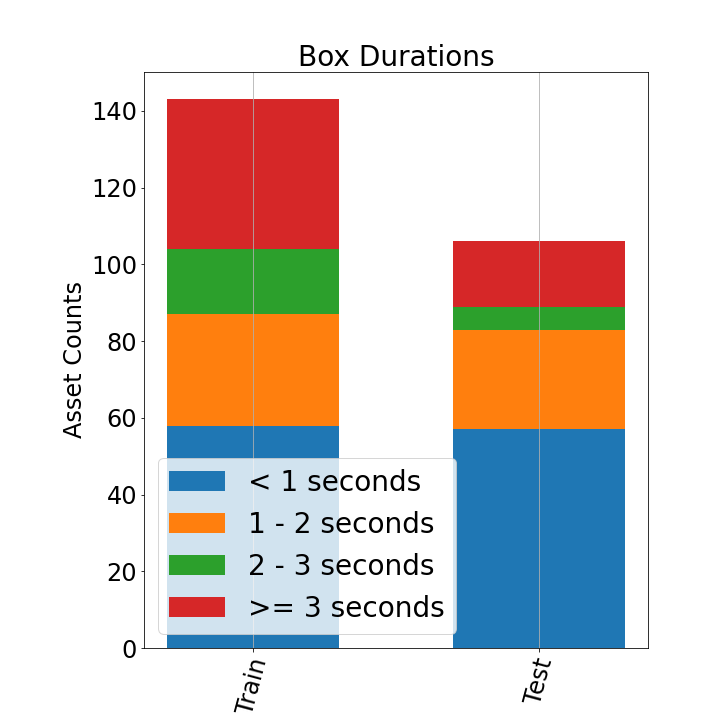 Box Durations
Asset Counts
140
120
100
80
60
40
20
0
< 1 seconds
1 - 2 seconds
2 - 3 seconds
>= 3 seconds
Train
Test